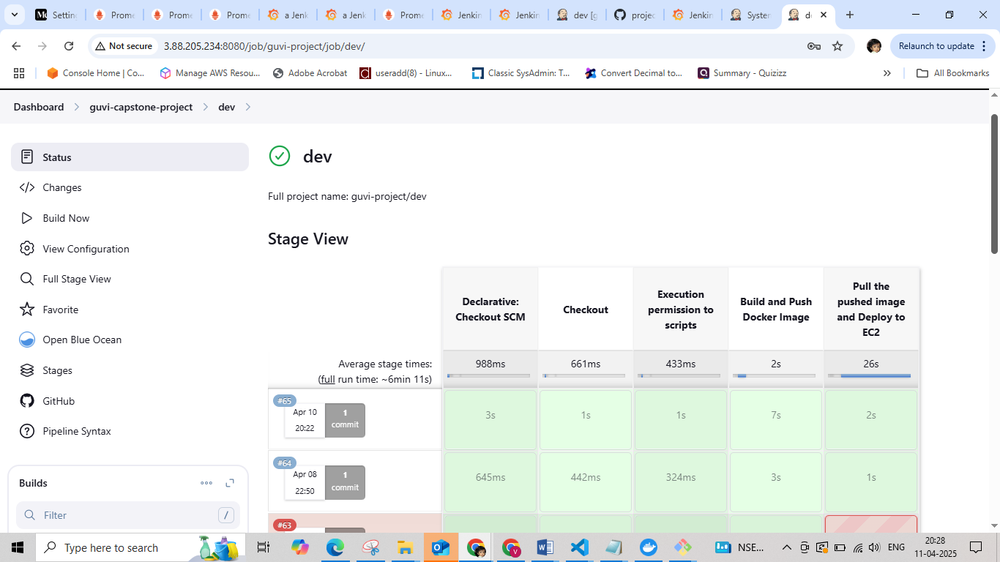 Settin
Prome
Prome
Prome
a Jenk
a Jenk
Prome
Jenkin
Jenkin
dev [g
projec
Jenkin
System
de
Not secure
3.88.205.234:8080/job/guvi-project/job/dev/
Relaunch to update
Console Home | Co...
Manage AWS Resou...
Adobe Acrobat
useradd(8) - Linux...
Classic SysAdmin: T...
Convert Decimal to...
Summary - Quizizz
All Bookmarks
Dashboard
guvi-capstone-project
dev
Status
Changes
Build Now
View Configuration
Full Stage View
Favorite
Open Blue Ocean
Stages
GitHub
Pipeline Syntax
Builds
Filter
/
dev
Full project name: guvi-project/dev
Stage View
Declarative:
Checkout SCM
Checkout
Execution
permission to
scripts
Build and Push
Docker Image
Pull the
pushed image
and Deploy to
EC2
Average stage times:
(full run time: ~6min 11s)
988ms
661ms
433ms
2s
26s
#65
Apr 10
20:22
1
commit
3s
1s
1s
7s
2s
#64
Apr 08
22:50
1
commit
645ms
442ms
324ms
3s
1s
#63
Type here to search
NSE...
ENG
20:28
11-04-2025